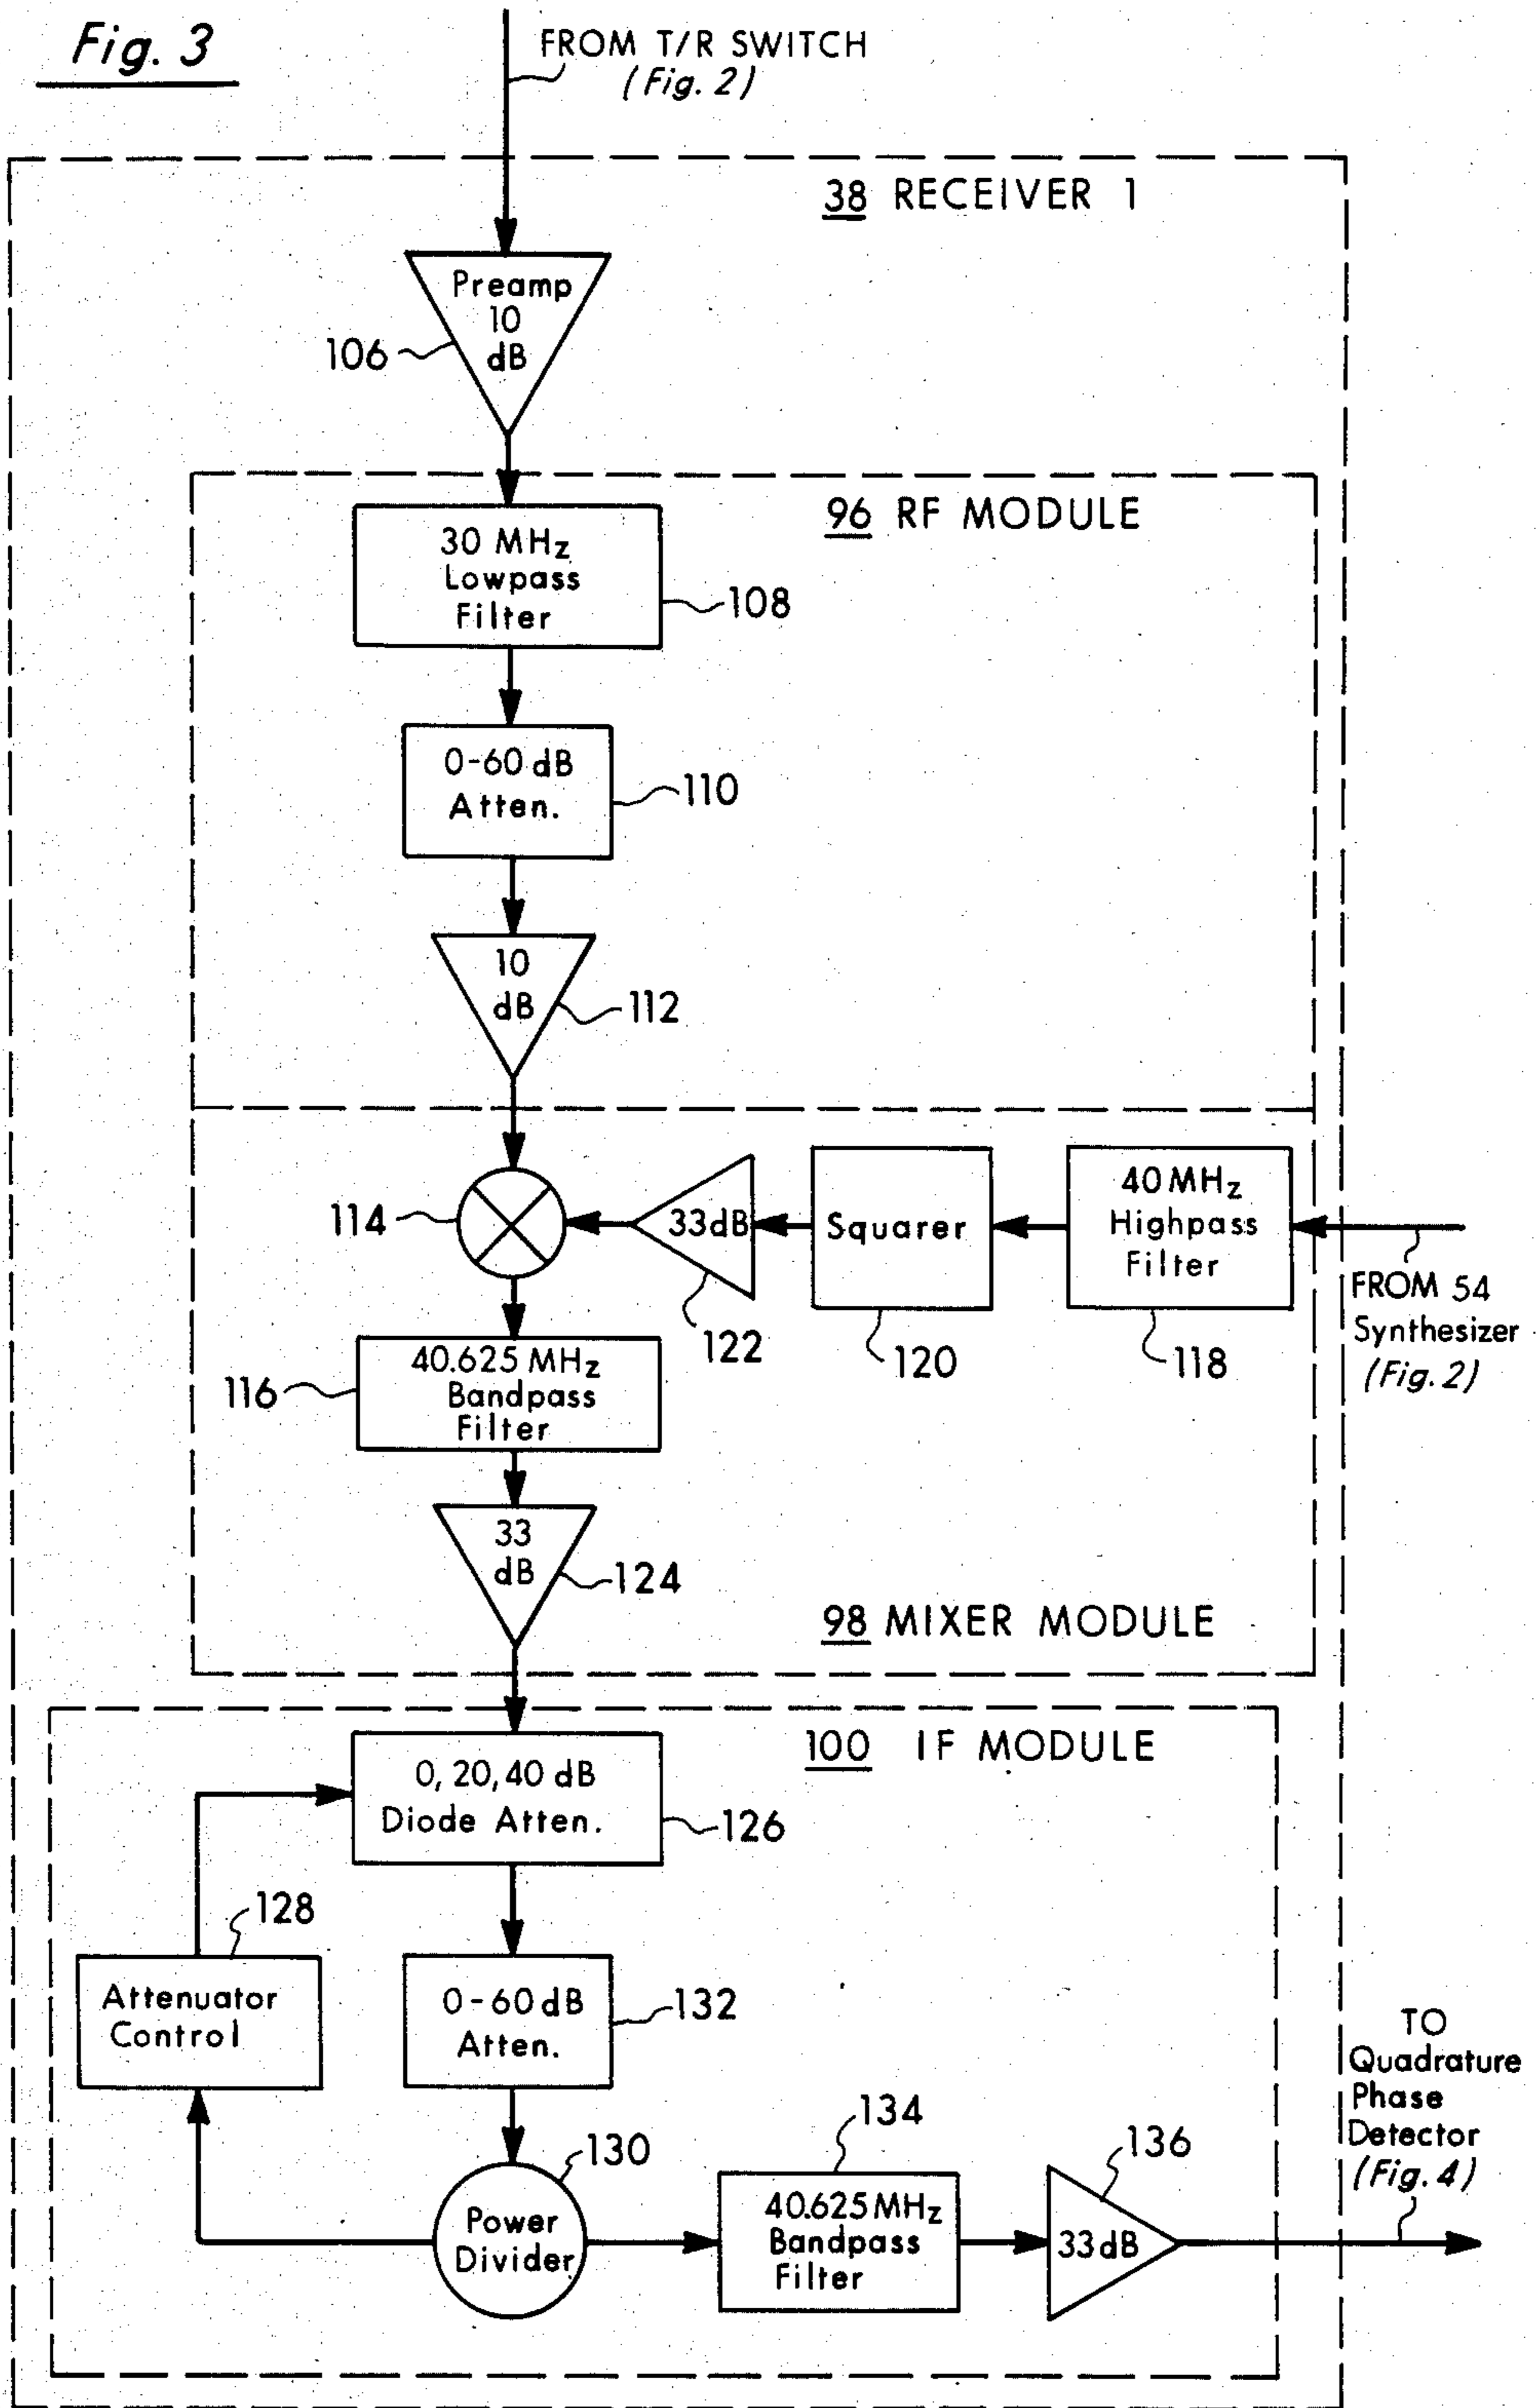 Fig. 3
FROM T/R SWITCH
(Fig. 2)
38 RECEIVER 1
Preamp
10
dB
106
96 RF MODULE
30 MHz
Lowpass
Filter
108
0-60 dB
Atten.
110
10
dB
112
114
33dB
122
Squarer
120
40 MHz
Highpass
Filter
118
FROM 54
Synthesizer
(Fig. 2)
40.625 MHz
Bandpass
Filter
116
33
dB
124
98 MIXER MODULE
100 IF MODULE
0, 20, 40 dB
Diode Atten.
126
128
Attenuator
Control
0-60 dB
Atten.
132
130
Power
Divider
134
40.625 MHz
Bandpass
Filter
136
33dB
TO
Quadrature
Phase
Detector
(Fig. 4)